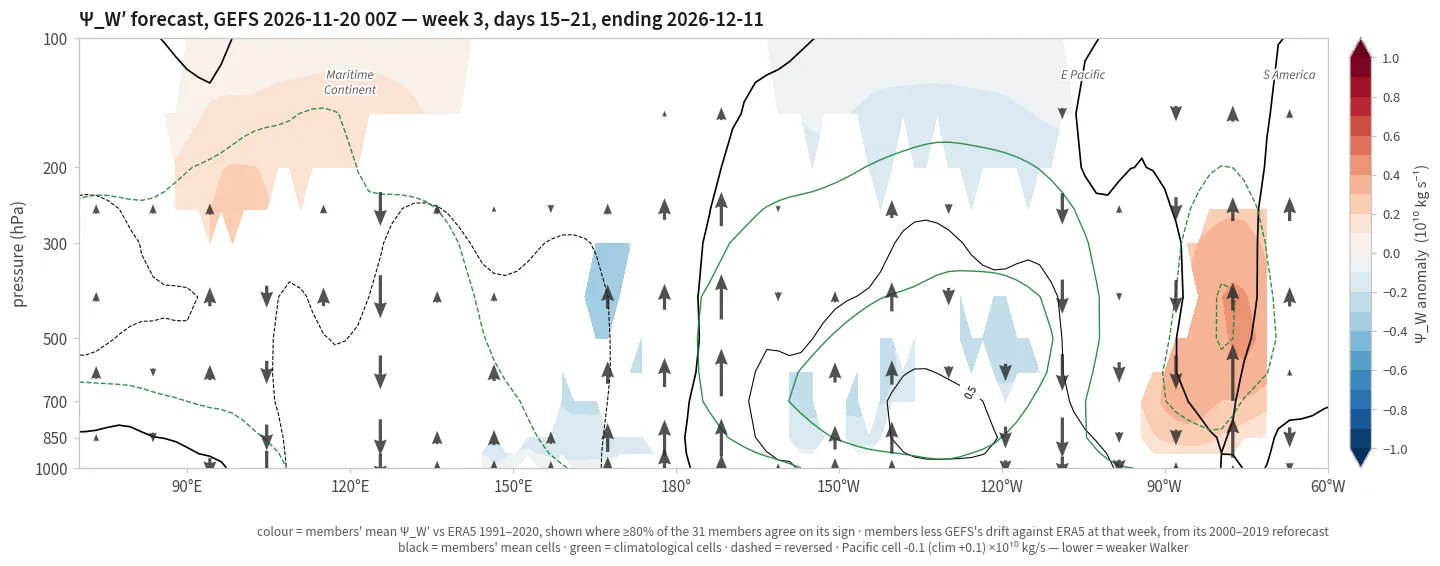 Ψ_W′ forecast, GEFS 2026-11-20 00Z — week 3, days 15–21, ending 2026-12-11
100
200
300
500
700
850
1000
pressure (hPa)
Maritime
Continent
E Pacific
S America
0.5
90°E
120°E
150°E
180°
150°W
120°W
90°W
60°W
1.0
0.8
0.6
0.4
0.2
0.0
−0.2
−0.4
−0.6
−0.8
−1.0
Ψ_W anomaly (10¹⁰ kg s⁻¹)
colour = members' mean Ψ_W′ vs ERA5 1991–2020, shown where ≥80% of the 31 members agree on its sign · members less GEFS's drift against ERA5 at that week, from its 2000–2019 reforecast
black = members' mean cells · green = climatological cells · dashed = reversed · Pacific cell -0.1 (clim +0.1) ×10¹⁰ kg/s — lower = weaker Walker